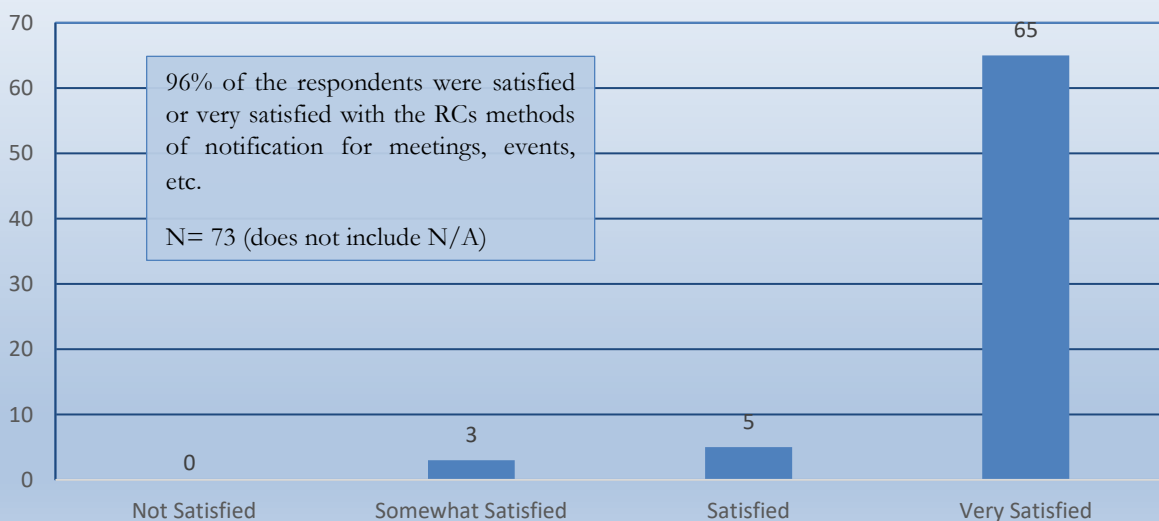 70
60
50
40
30
20
10
0
96% of the respondents were satisfied
or very satisfied with the RCs methods
of notification for meetings, events,
etc.
N= 73 (does not include N/A)
0
3
5
65
Not Satisfied
Somewhat Satisfied
Satisfied
Very Satisfied